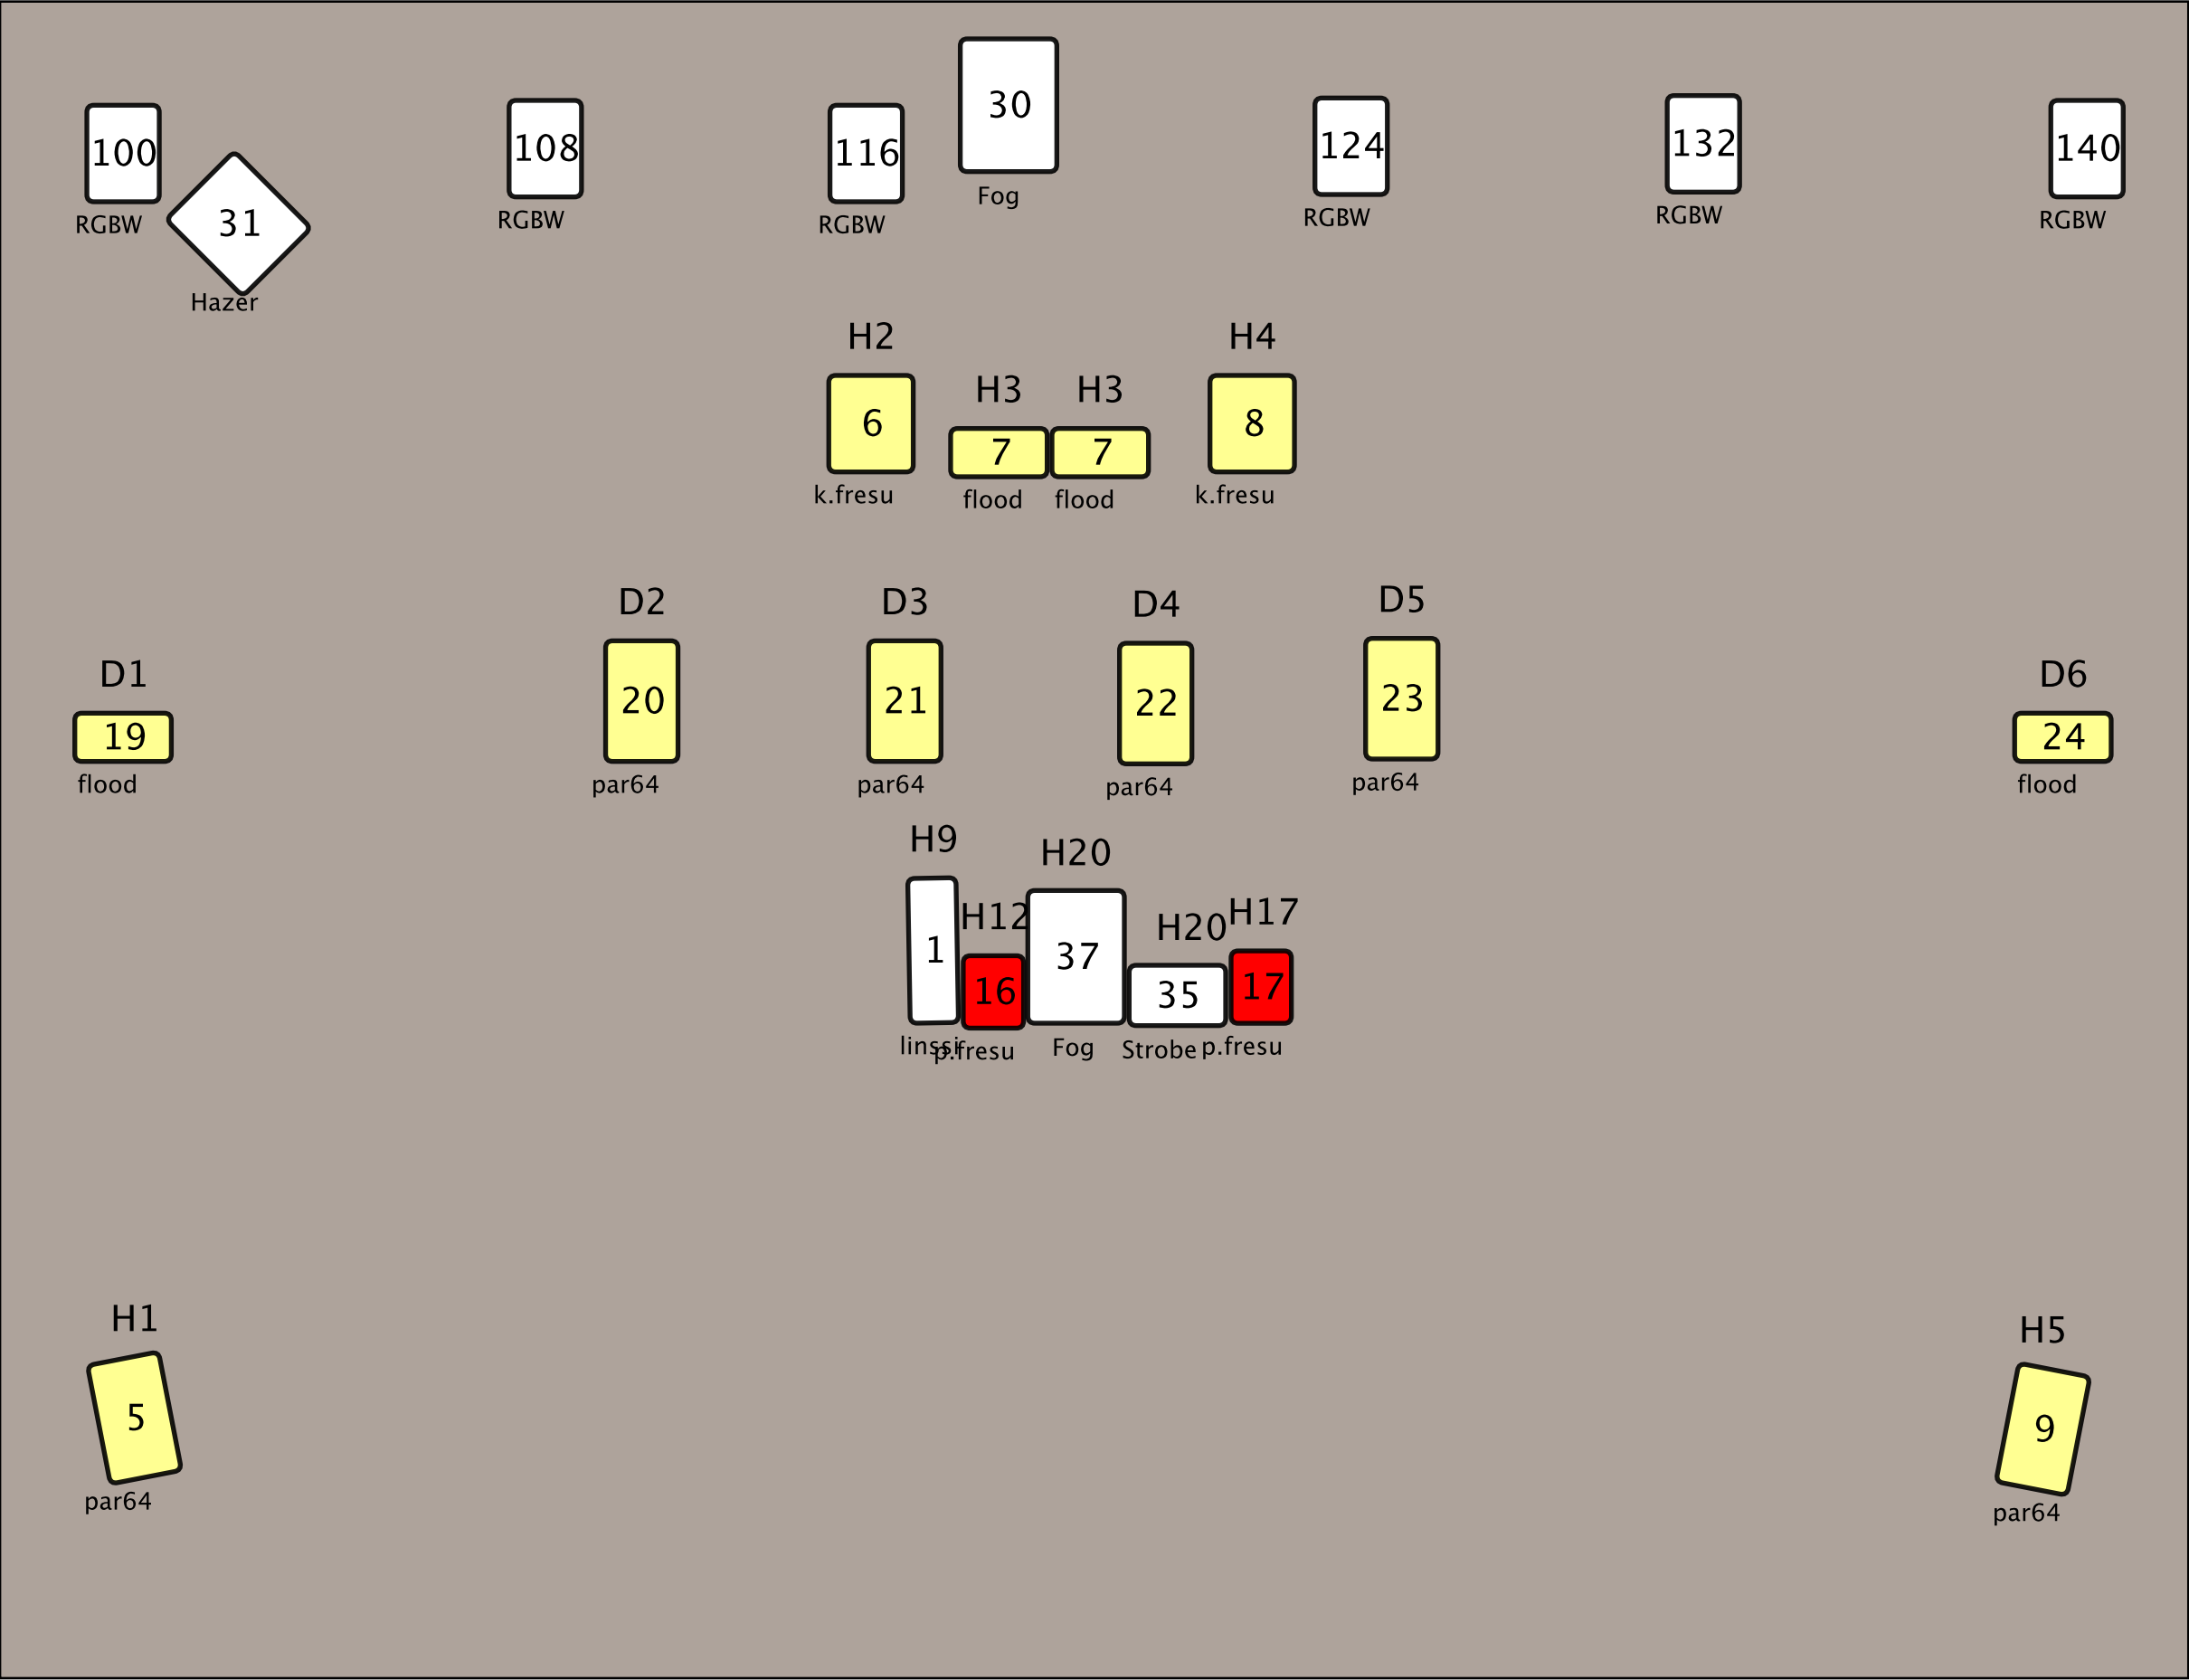 30
100
108
116
124
132
140
Fog
RGBW
RGBW
RGBW
RGBW
RGBW
RGBW
31
Hazer
H2
H4
H3
H3
6
7
7
8
k.fresu
flood
flood
k.fresu
D2
D3
D4
D5
D1
D6
20
21
22
23
19
24
par64
par64
par64
par64
flood
flood
H9
H20
H12
H20
H17
1
16
37
35
17
linssi
p.fresu
Fog
Strobe
p.fresu
H1
H5
5
9
par64
par64